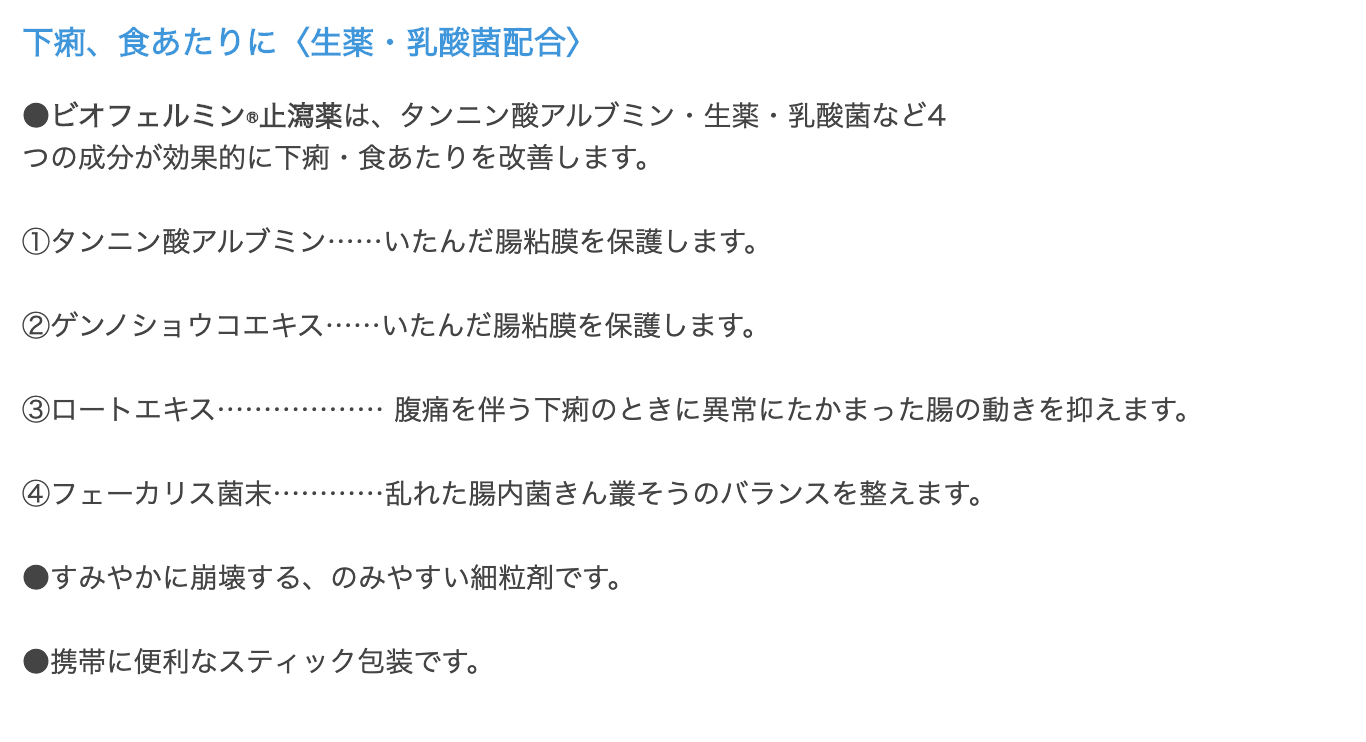 下痢、食あたりに〈生薬・乳酸菌配合〉
●ビオフェルミン®止瀉薬は、タンニン酸アルブミン・生薬・乳酸菌など4
つの成分が効果的に下痢・食あたりを改善します。
①タンニン酸アルブミン……いたんだ腸粘膜を保護します。
②ゲンノショウコエキス……いたんだ腸粘膜を保護します。
③ロートエキス……………… 腹痛を伴う下痢のときに異常にたかまった腸の動きを抑えます。
④フェーカリス菌末…………乱れた腸内菌きん叢そうのバランスを整えます。
●すみやかに崩壊する、のみやすい細粒剤です。
●携帯に便利なスティック包装です。